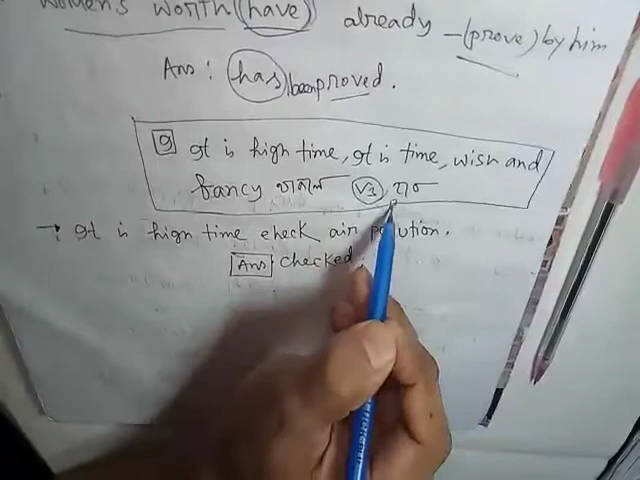 Women's worth (have) already -(prove) by him
Ans: has been proved.
9 It is high time, It is time, wish and
fancy থাকলে V2 হয়
→ It is high time check air pollution.
Ans checked.